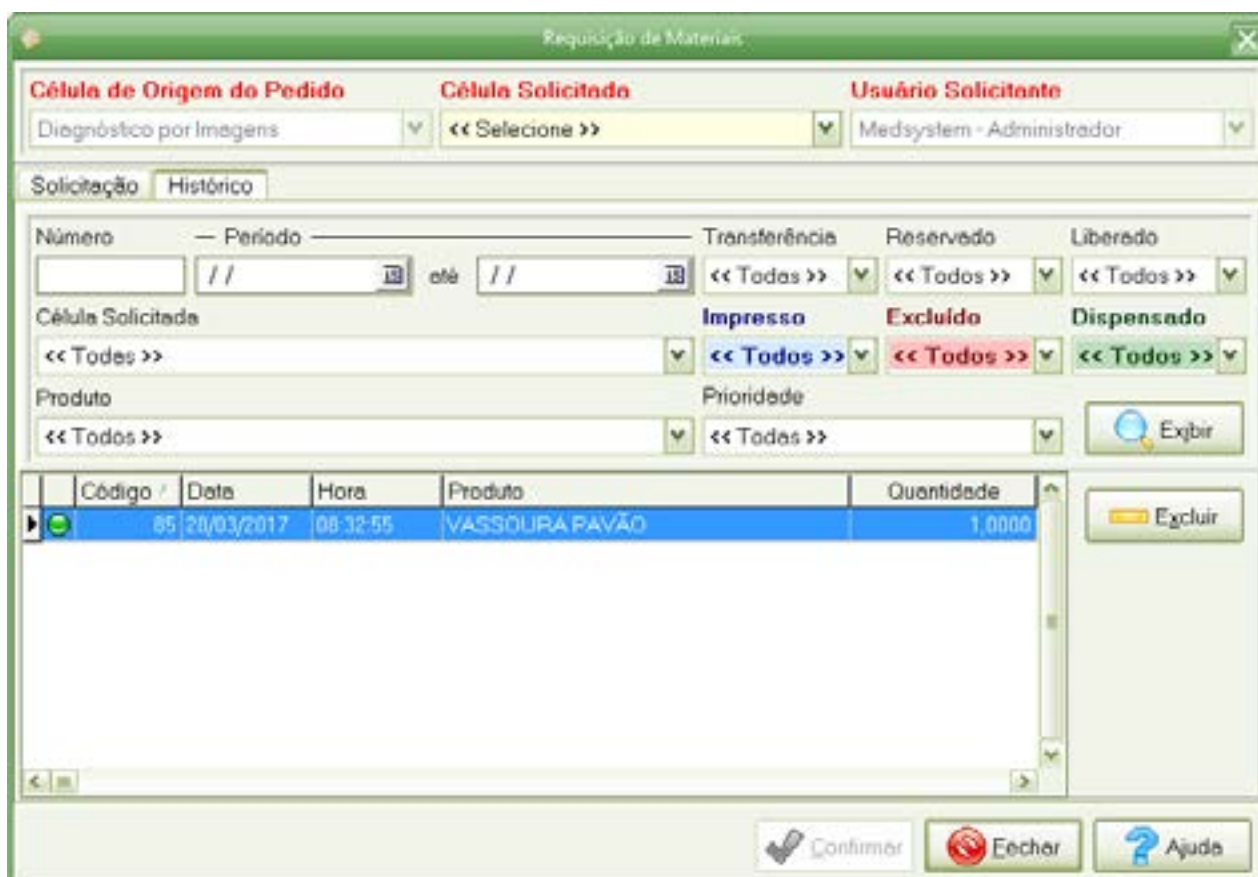 Requisição de Materiais
Célula de Origem do Pedido Célula Solicitada Usuário Solicitante
Diagnóstico por Imagens << Selecione >> Medsystem - Administrador
Solicitação Histórico
Número Período Transferência Reservado Liberado
/ / 15 até / / 15 << Todas >> << Todos >> << Todos >>
Célula Solicitada Impresso Excluído Dispensado
<< Todas >> << Todos >> << Todos >> << Todos >>
Produto Prioridade
<< Todos >> << Todas >> Exibir
Código Data Hora Produto Quantidade
85 28/03/2017 08:32:55 VASSOURA PAVÃO 1,0000
Excluir
Confirmar Fechar Ajuda